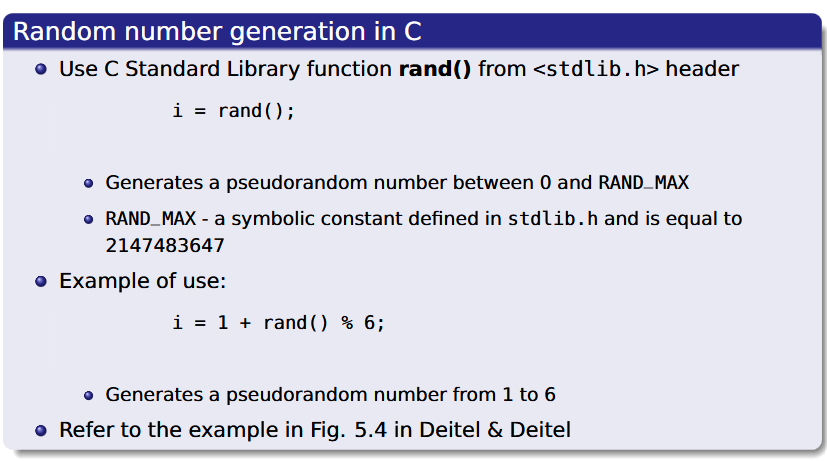 Random number generation in C
Use C Standard Library function rand() from <stdlib.h> header
i = rand();
Generates a pseudorandom number between 0 and RAND_MAX
RAND_MAX - a symbolic constant defined in stdlib.h and is equal to
2147483647
Example of use:
i = 1 + rand() % 6;
Generates a pseudorandom number from 1 to 6
Refer to the example in Fig. 5.4 in Deitel & Deitel